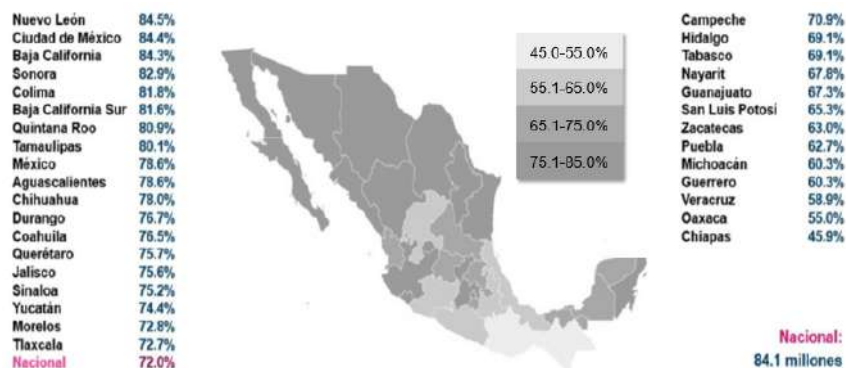 Nuevo León 84.5%
Ciudad de México 84.4%
Baja California 84.3%
Sonora 82.9%
Colima 81.8%
Baja California Sur 81.6%
Quintana Roo 80.9%
Tamaulipas 80.1%
México 78.6%
Aguascalientes 78.6%
Chihuahua 78.0%
Durango 76.7%
Coahuila 76.5%
Querétaro 75.7%
Jalisco 75.6%
Sinaloa 75.2%
Yucatán 74.4%
Morelos 72.8%
Tlaxcala 72.7%
Nacional 72.0%
45.0-55.0%
55.1-65.0%
65.1-75.0%
75.1-85.0%
Campeche 70.9%
Hidalgo 69.1%
Tabasco 69.1%
Nayarit 67.8%
Guanajuato 67.3%
San Luis Potosí 65.3%
Zacatecas 63.0%
Puebla 62.7%
Michoacán 60.3%
Guerrero 60.3%
Veracruz 58.9%
Oaxaca 55.0%
Chiapas 45.9%
Nacional:
84.1 millones